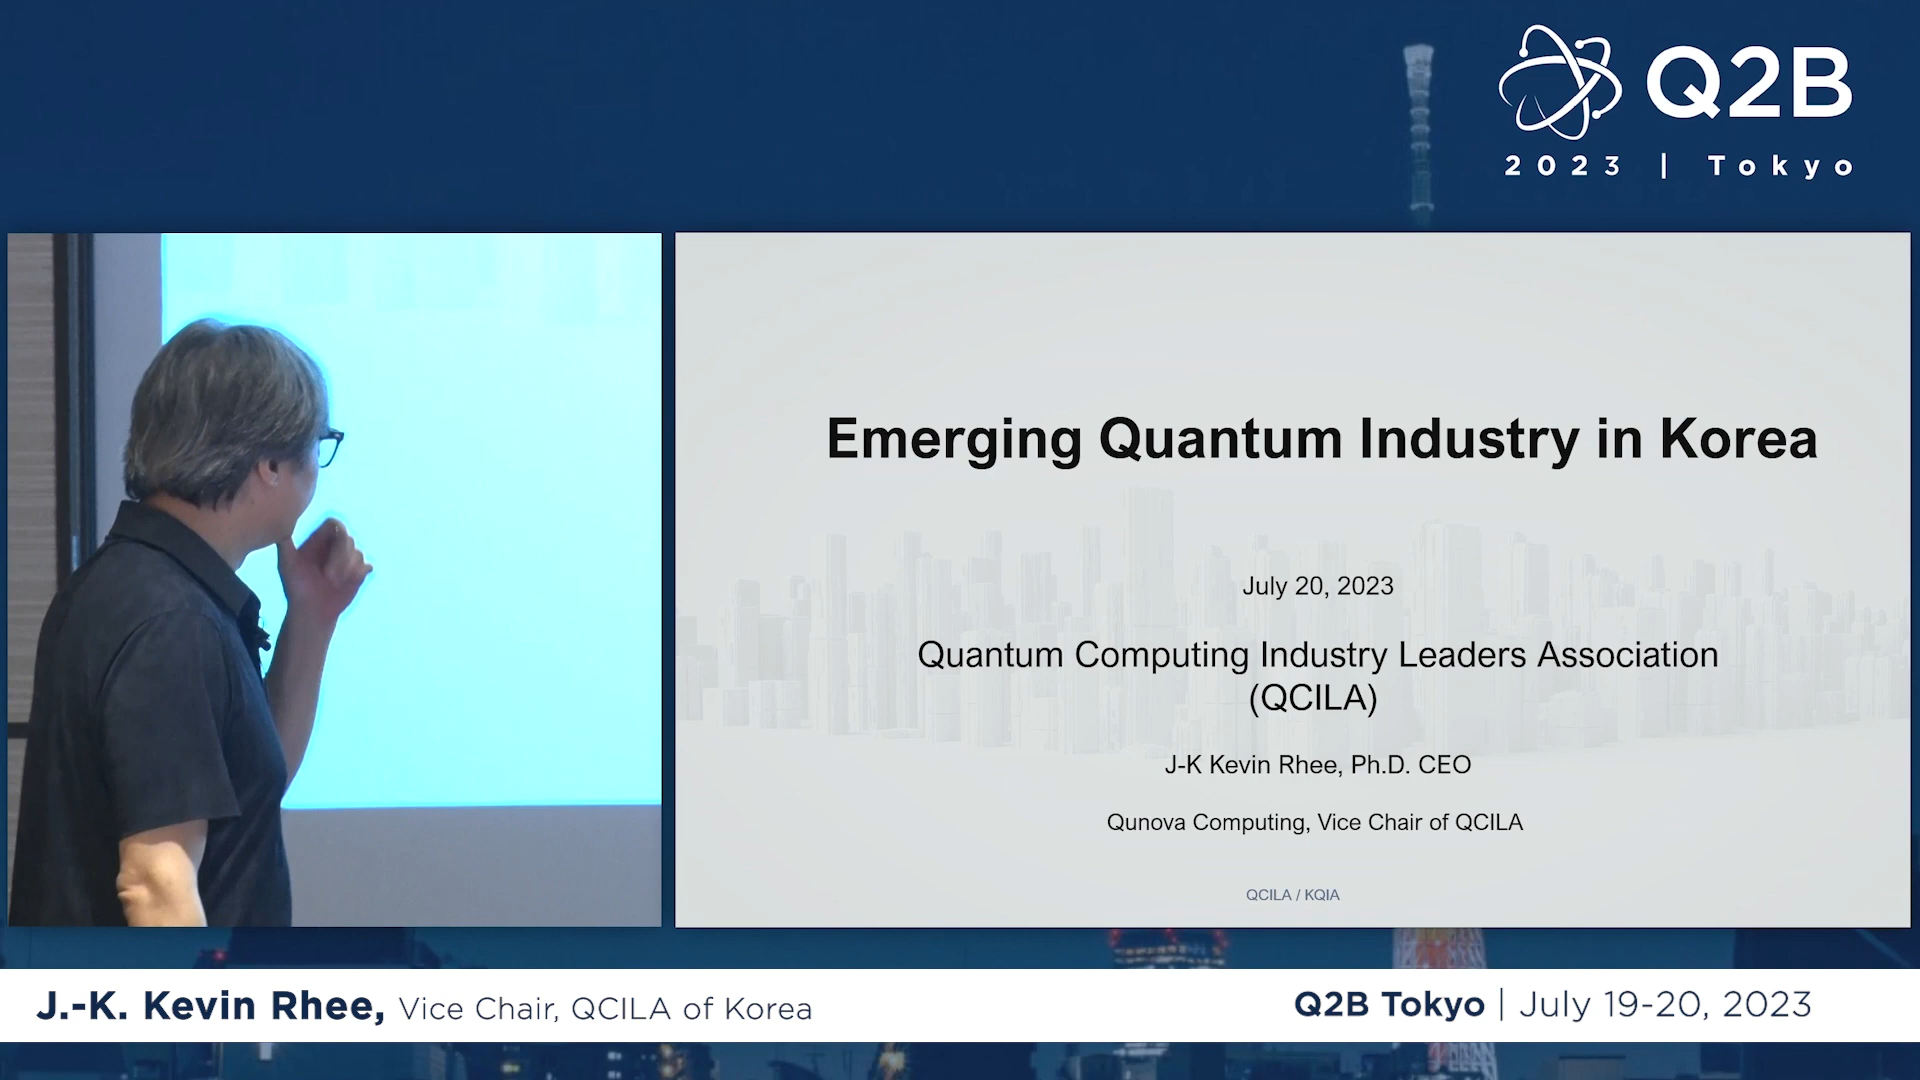 Q2B
2023 | Tokyo
Emerging Quantum Industry in Korea
July 20, 2023
Quantum Computing Industry Leaders Association
(QCILA)
J-K Kevin Rhee, Ph.D. CEO
Qunova Computing, Vice Chair of QCILA
QCILA / KQIA
J.-K. Kevin Rhee, Vice Chair, QCILA of Korea
Q2B Tokyo | July 19-20, 2023